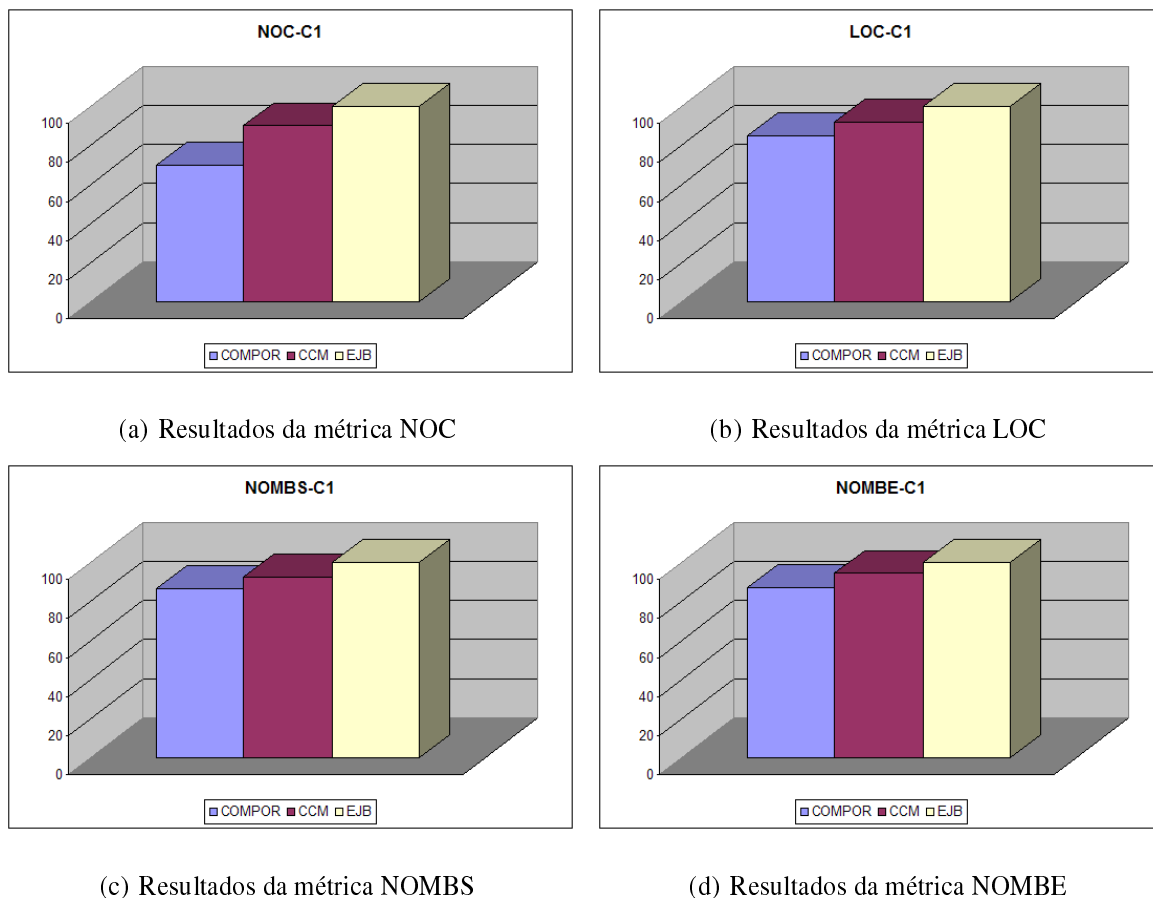 NOC-C1
100
80
60
40
20
0
COMPOR CCM EJB
(a) Resultados da métrica NOC
LOC-C1
100
80
60
40
20
0
COMPOR CCM EJB
(b) Resultados da métrica LOC
NOMBS-C1
100
80
60
40
20
0
COMPOR CCM EJB
(c) Resultados da métrica NOMBS
NOMBE-C1
100
80
60
40
20
0
COMPOR CCM EJB
(d) Resultados da métrica NOMBE